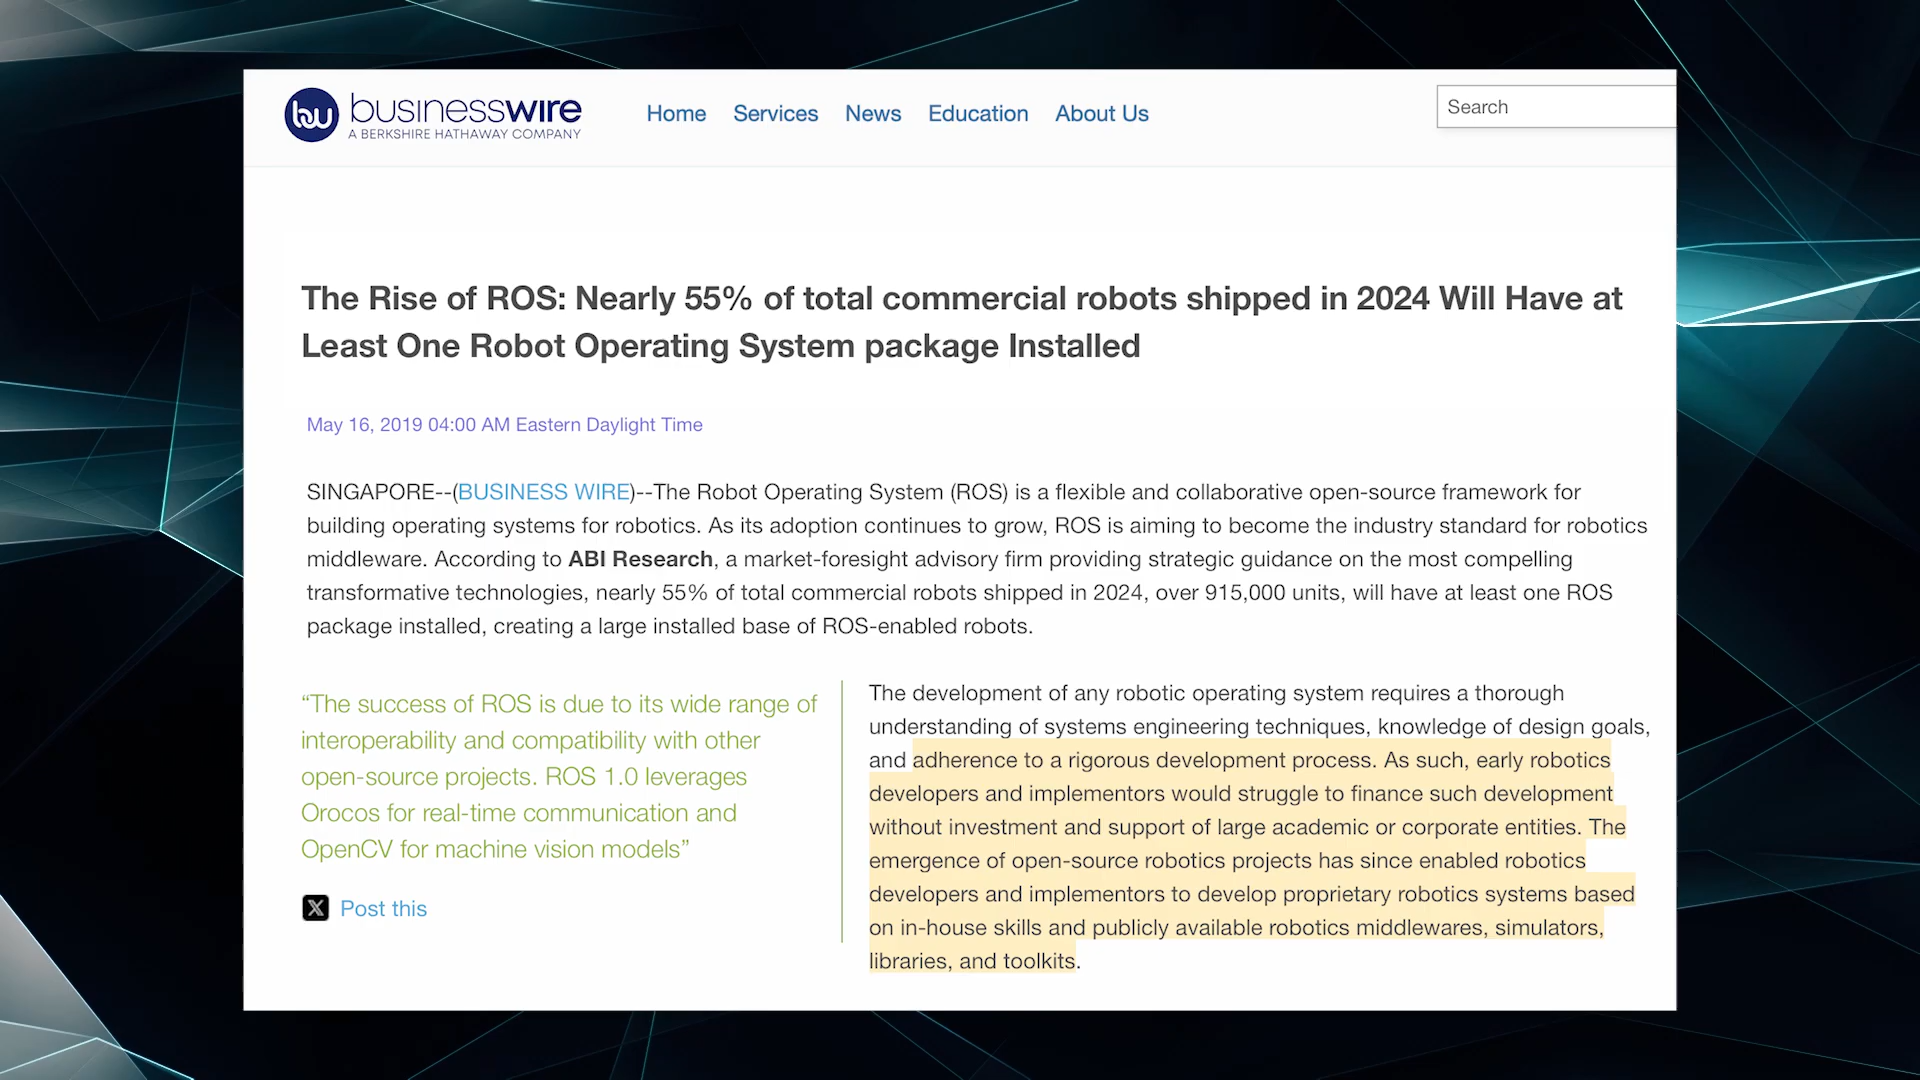 bw businesswire
A BERKSHIRE HATHAWAY COMPANY
Home Services News Education About Us
Search
The Rise of ROS: Nearly 55% of total commercial robots shipped in 2024 Will Have at
Least One Robot Operating System package Installed
May 16, 2019 04:00 AM Eastern Daylight Time
SINGAPORE--(BUSINESS WIRE)--The Robot Operating System (ROS) is a flexible and collaborative open-source framework for
building operating systems for robotics. As its adoption continues to grow, ROS is aiming to become the industry standard for robotics
middleware. According to ABI Research, a market-foresight advisory firm providing strategic guidance on the most compelling
transformative technologies, nearly 55% of total commercial robots shipped in 2024, over 915,000 units, will have at least one ROS
package installed, creating a large installed base of ROS-enabled robots.
“The success of ROS is due to its wide range of
interoperability and compatibility with other
open-source projects. ROS 1.0 leverages
Orocos for real-time communication and
OpenCV for machine vision models”
X Post this
The development of any robotic operating system requires a thorough
understanding of systems engineering techniques, knowledge of design goals,
and adherence to a rigorous development process. As such, early robotics
developers and implementors would struggle to finance such development
without investment and support of large academic or corporate entities. The
emergence of open-source robotics projects has since enabled robotics
developers and implementors to develop proprietary robotics systems based
on in-house skills and publicly available robotics middlewares, simulators,
libraries, and toolkits.